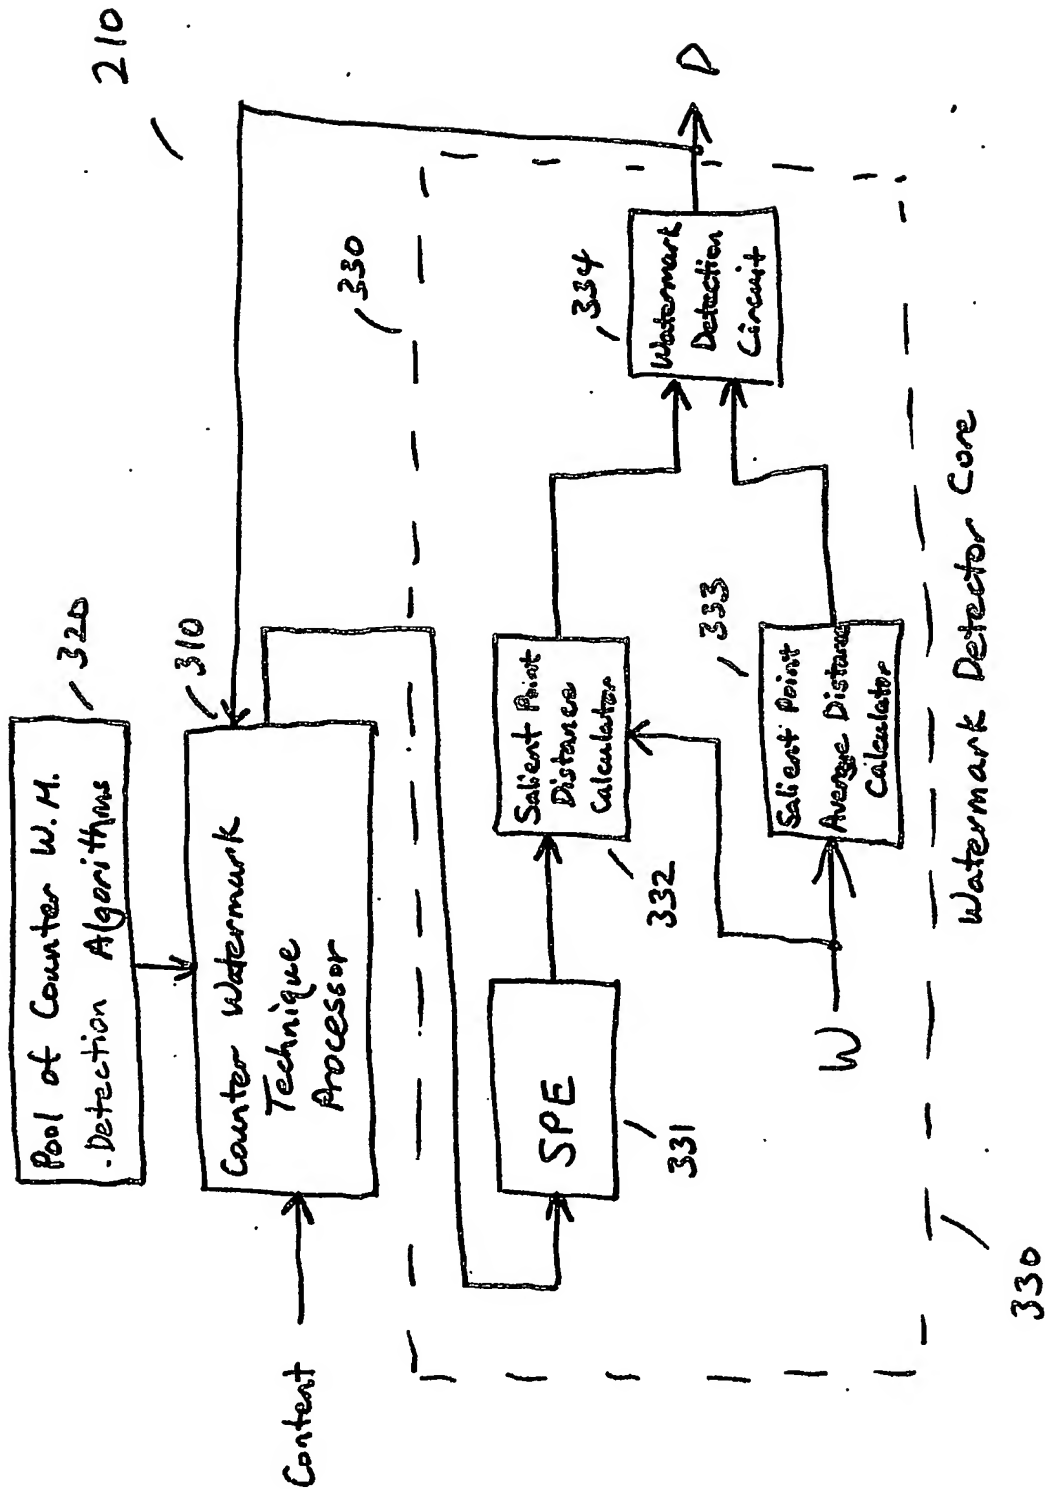 210
Pool of Counter W.M.
Detection Algorithms
320
Counter Watermark
Technique
Processor
310
Content
330
SPE
331
Salient Point
Distance
Calculator
332
Salient Point
Average Distance
Calculator
333
Watermark
Detection
Circuit
334
D
W
Watermark Detector Core
330